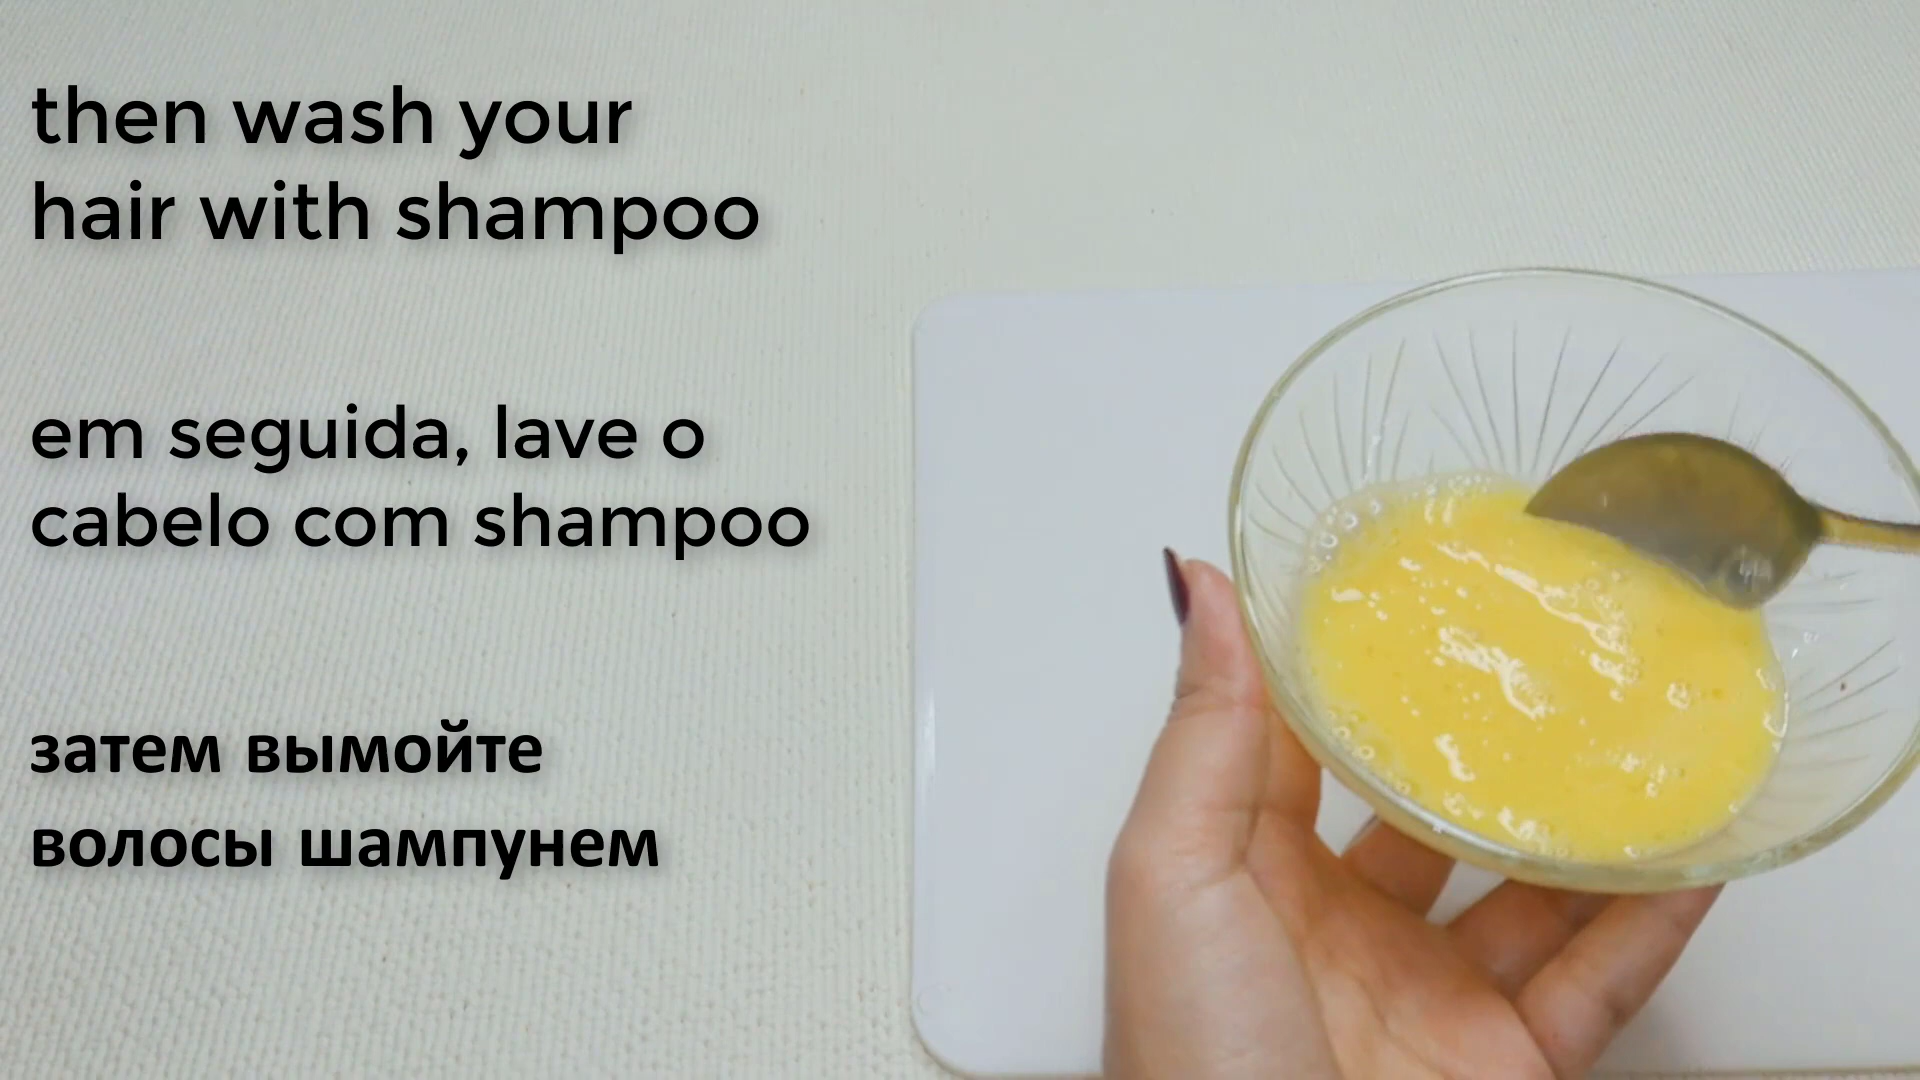 then wash your
hair with shampoo
em seguida, lave o
cabelo com shampoo
затем вымойте
волосы шампунем